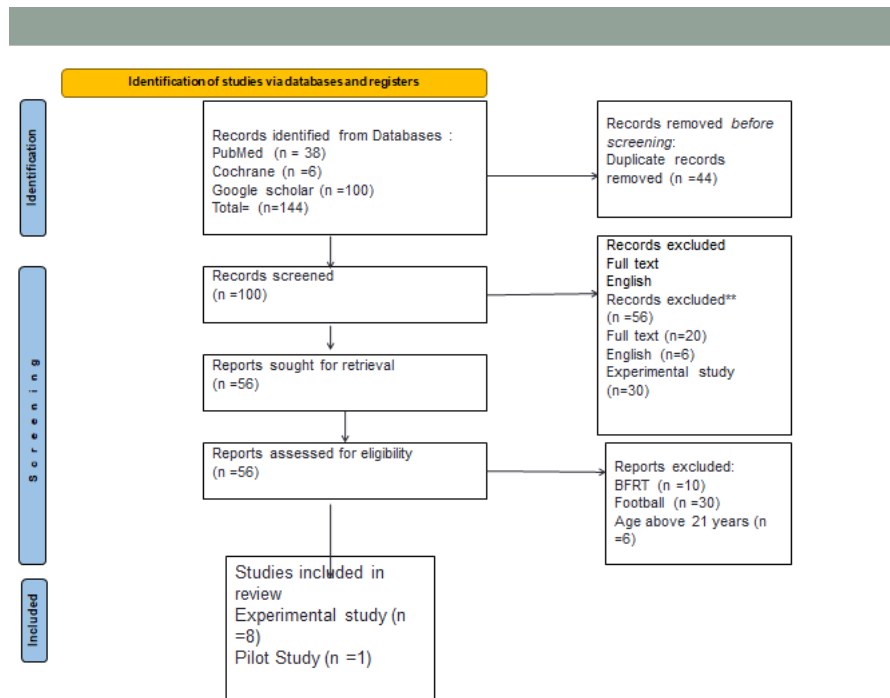 Identification of studies via databases and registers
Identification
Records identified from Databases :
PubMed (n = 38)
Cochrane (n =6)
Google scholar (n =100)
Total= (n=144)
Records removed before
screening:
Duplicate records
removed (n =44)
Screening
Records screened
(n =100)
Records excluded
Full text
English
Records excluded**
(n =56)
Full text (n=20)
English (n=6)
Experimental study
(n=30)
Reports sought for retrieval
(n =56)
Reports assessed for eligibility
(n =56)
Reports excluded:
BFRT (n =10)
Football (n =30)
Age above 21 years (n
=6)
Included
Studies included in
review
Experimental study (n
=8)
Pilot Study (n =1)